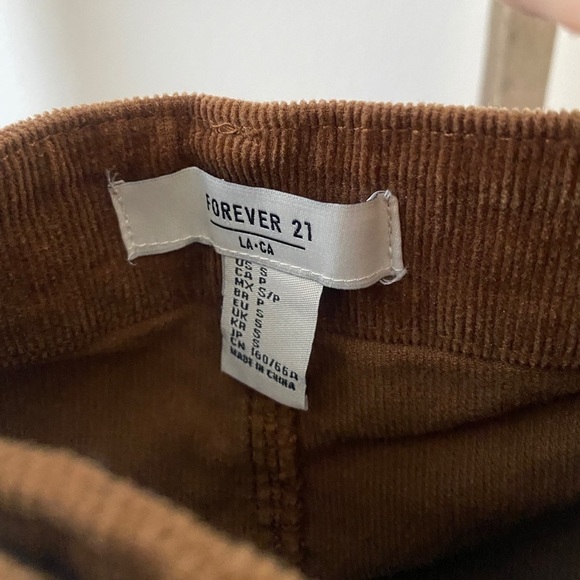 FOREVER 21
LA•CA
US S
CA P
MX S/P
BR P
EU S
UK S
KR S
JP S
CN 160/66A
MADE IN CHINA